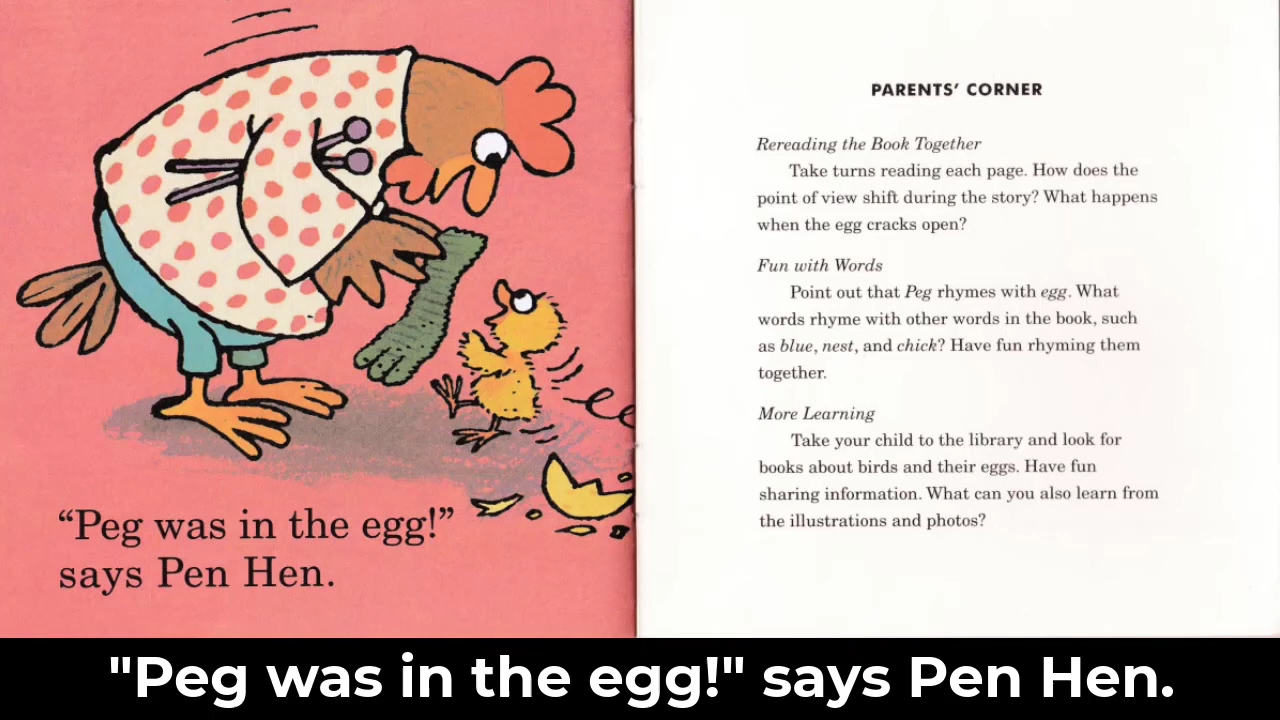 “Peg was in the egg!”
says Pen Hen.
PARENTS’ CORNER
Rereading the Book Together
Take turns reading each page. How does the
point of view shift during the story? What happens
when the egg cracks open?
Fun with Words
Point out that Peg rhymes with egg. What
words rhyme with other words in the book, such
as blue, nest, and chick? Have fun rhyming them
together.
More Learning
Take your child to the library and look for
books about birds and their eggs. Have fun
sharing information. What can you also learn from
the illustrations and photos?
"Peg was in the egg!" says Pen Hen.